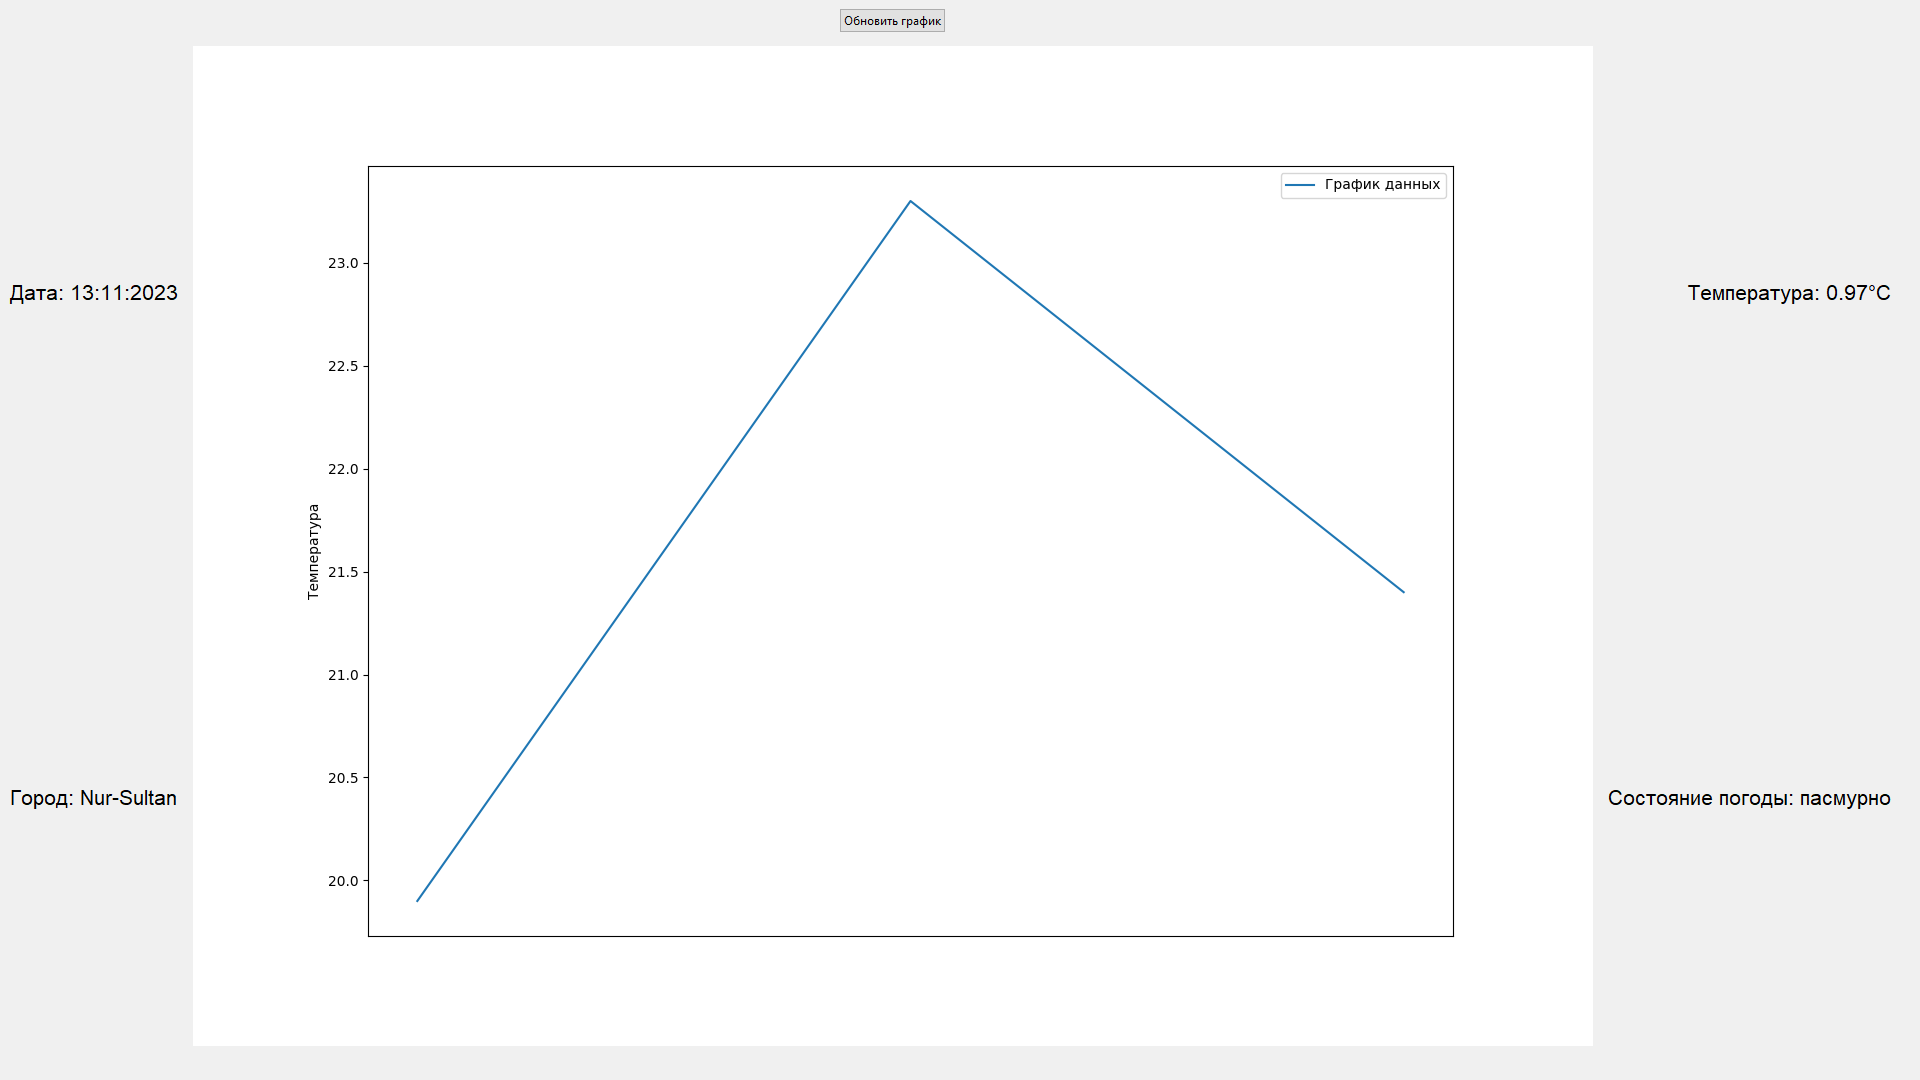 Обновить график
График данных
23.0
22.5
22.0
21.5
21.0
20.5
20.0
Температура
Дата: 13:11:2023
Температура: 0.97°C
Город: Nur-Sultan
Состояние погоды: пасмурно